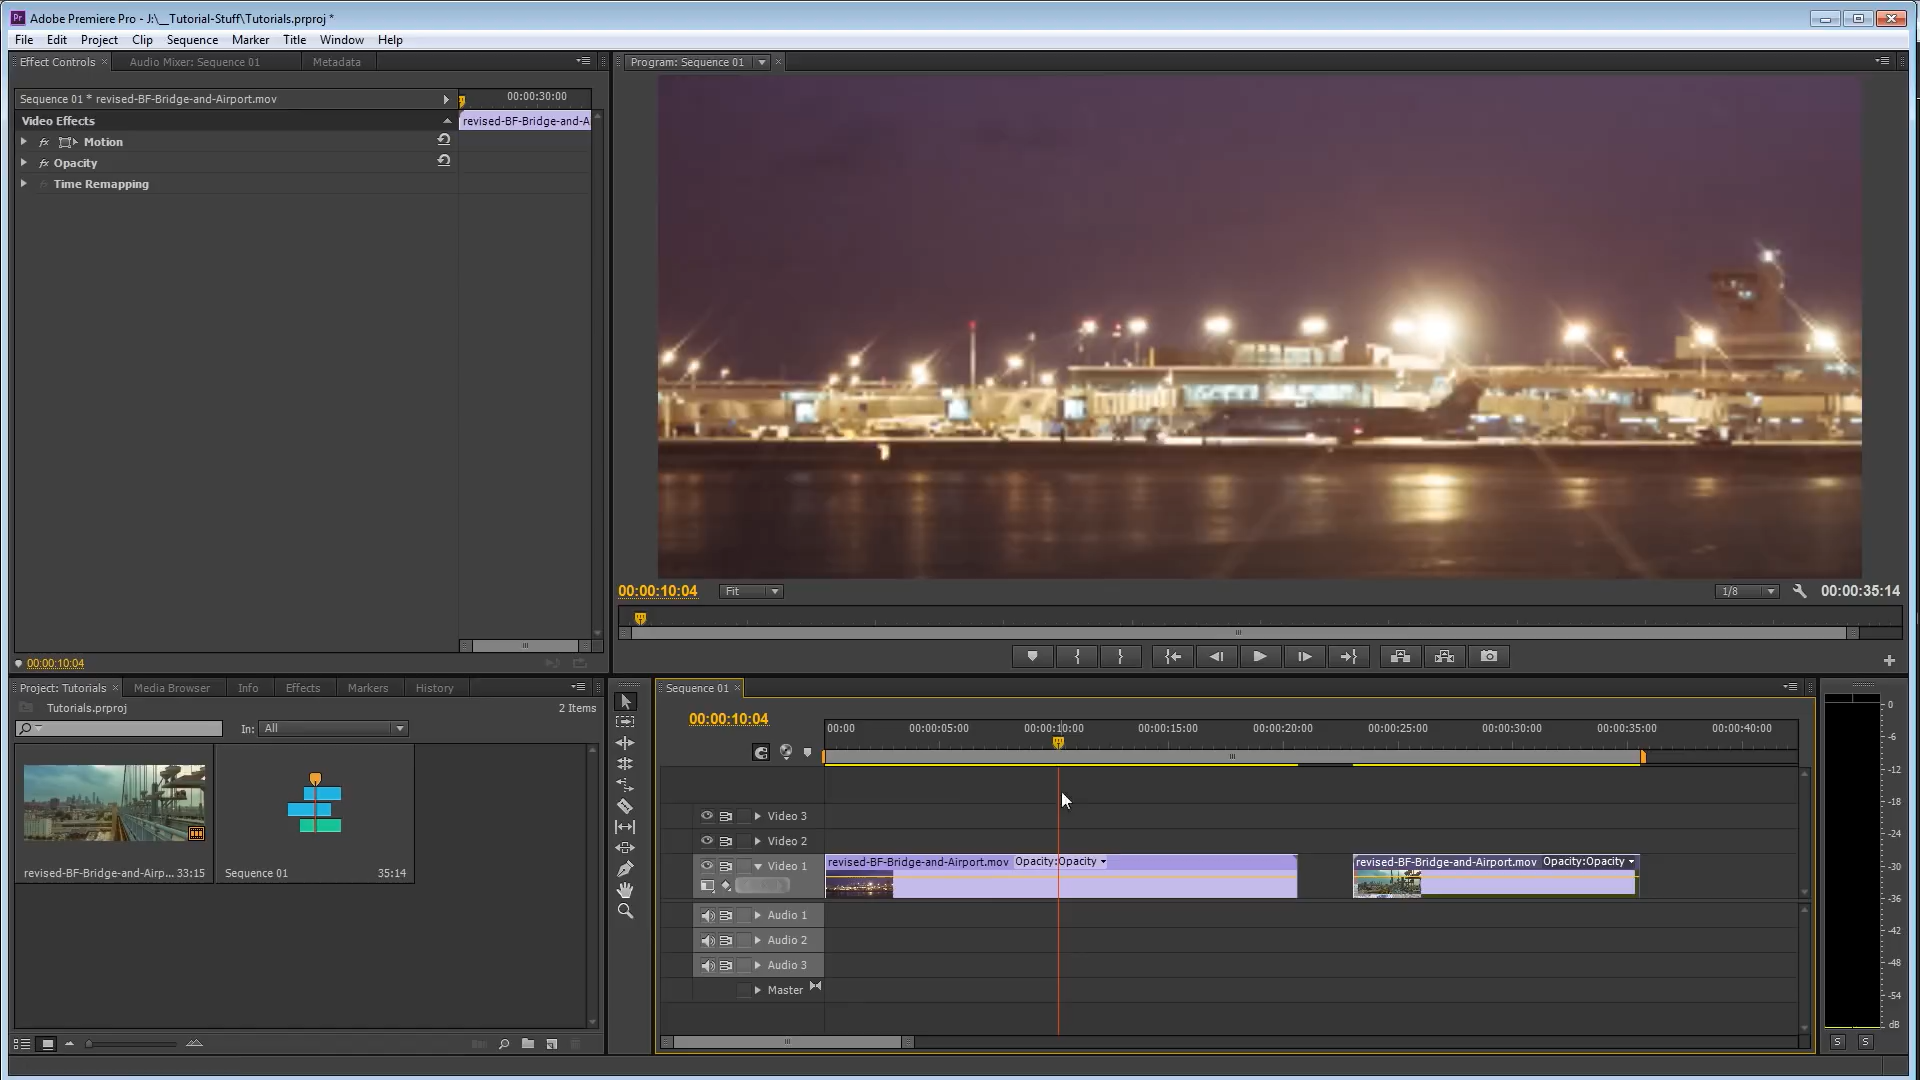 Adobe Premiere Pro - J:\__Tutorial-Stuff\Tutorials.prproj *
File Edit Project Clip Sequence Marker Title Window Help
Effect Controls Audio Mixer: Sequence 01 Metadata
Program: Sequence 01
Sequence 01 * revised-BF-Bridge-and-Airport.mov
00:00:30:00
Video Effects
revised-BF-Bridge-and-A
fx Motion
fx Opacity
Time Remapping
00:00:10:04
Fit
1/8
00:00:35:14
00:00:10:04
Project: Tutorials Media Browser Info Effects Markers History
Tutorials.prproj
2 Items
In: All
revised-BF-Bridge-and-Airp... 33:15
Sequence 01 35:14
Sequence 01
00:00:10:04
00:00 00:00:05:00 00:00:10:00 00:00:15:00 00:00:20:00 00:00:25:00 00:00:30:00 00:00:35:00 00:00:40:00
Video 3
Video 2
Video 1
revised-BF-Bridge-and-Airport.mov Opacity:Opacity
revised-BF-Bridge-and-Airport.mov Opacity:Opacity
Audio 1
Audio 2
Audio 3
Master
0
-6
-12
-18
-24
-30
-36
-42
-48
-54
dB
S S